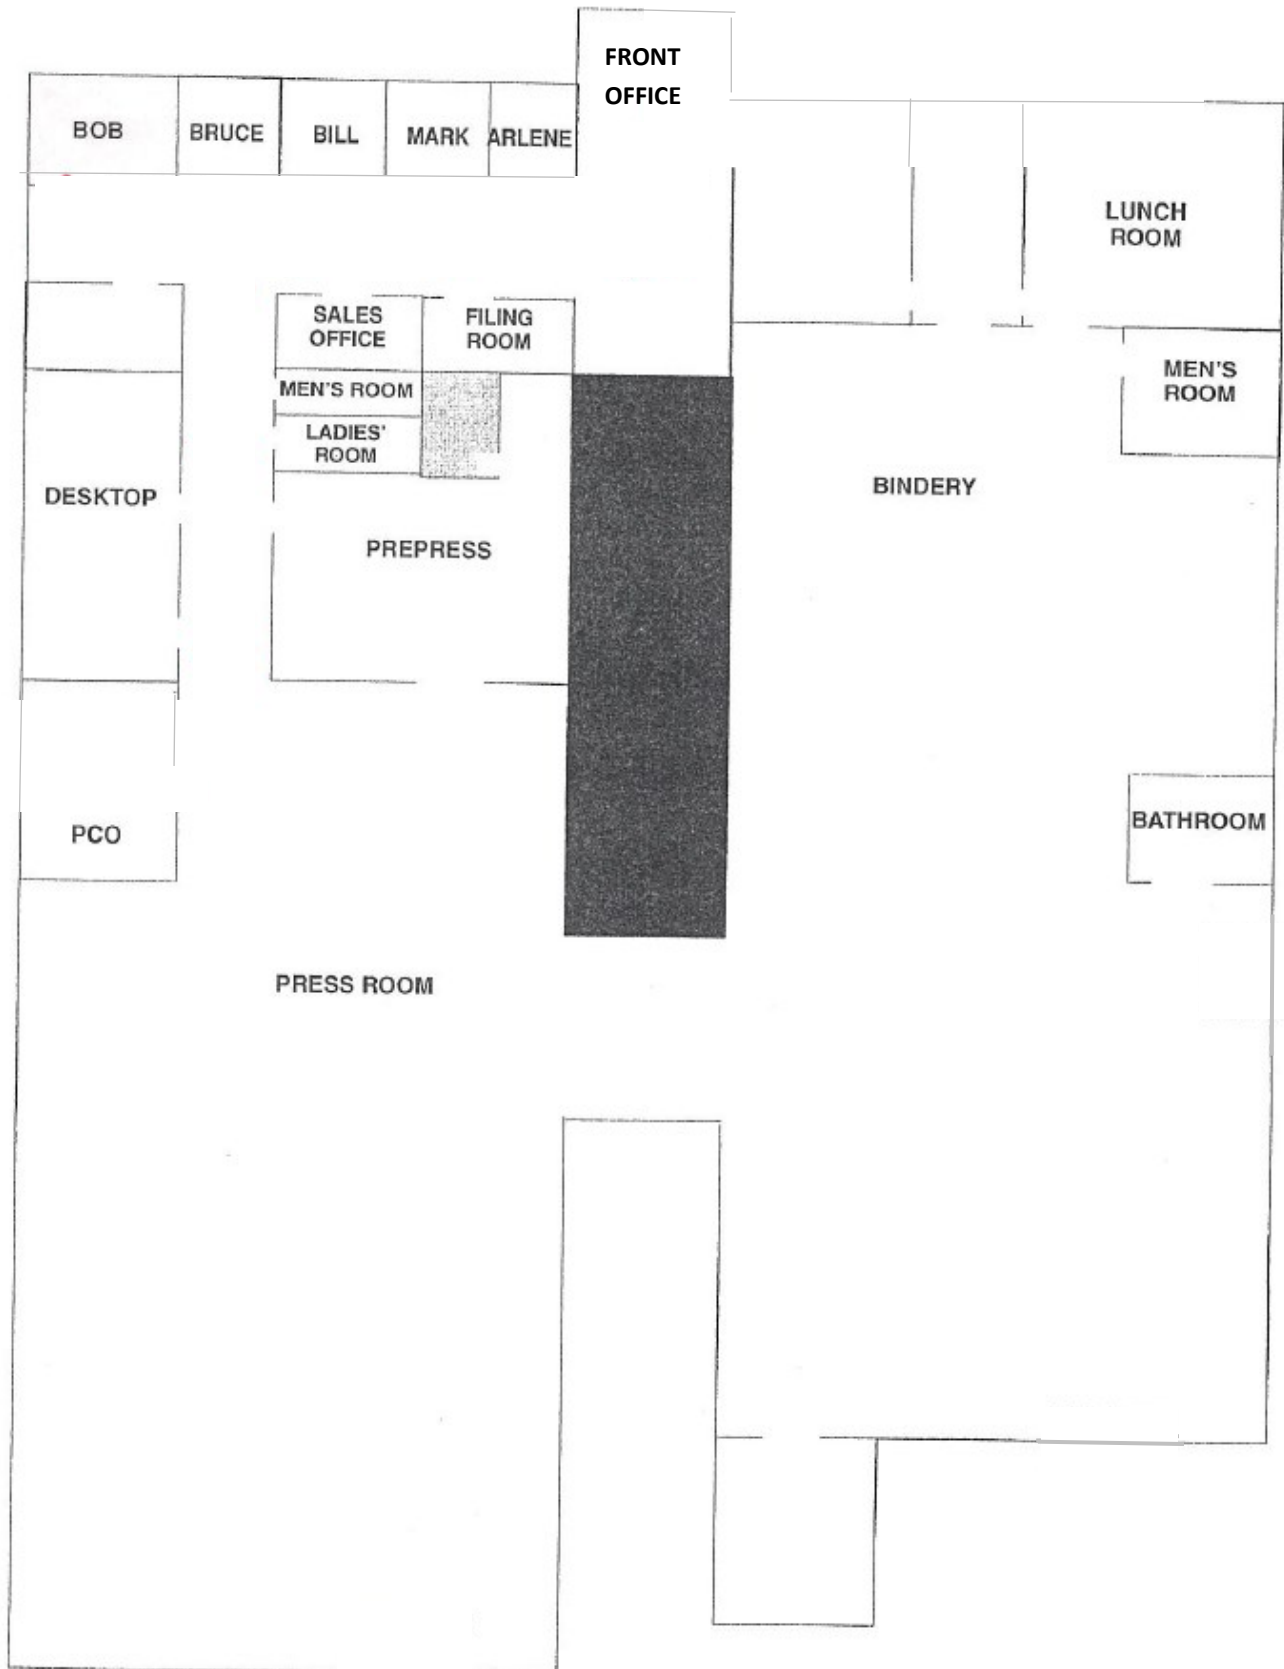 FRONT
OFFICE
BOB
BRUCE
BILL
MARK
ARLENE
LUNCH
ROOM
SALES
OFFICE
FILING
ROOM
MEN'S ROOM
LADIES'
ROOM
MEN'S
ROOM
DESKTOP
BINDERY
PREPRESS
PCO
BATHROOM
PRESS ROOM